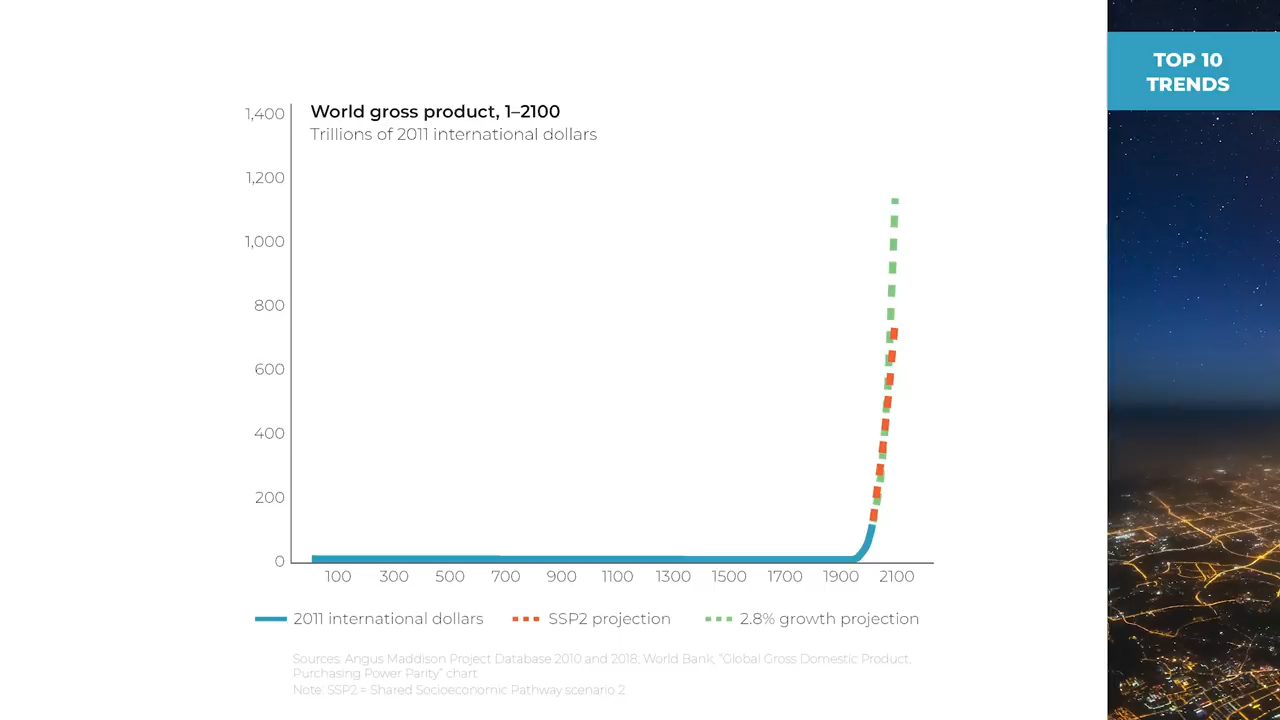 TOP 10
TRENDS
World gross product, 1–2100
Trillions of 2011 international dollars
1,400
1,200
1,000
800
600
400
200
0
100 300 500 700 900 1100 1300 1500 1700 1900 2100
2011 international dollars SSP2 projection 2.8% growth projection
Sources: Angus Maddison Project Database 2010 and 2018; World Bank, "Global Gross Domestic Product,
Purchasing Power Parity" chart
Note: SSP2 = Shared Socioeconomic Pathway scenario 2